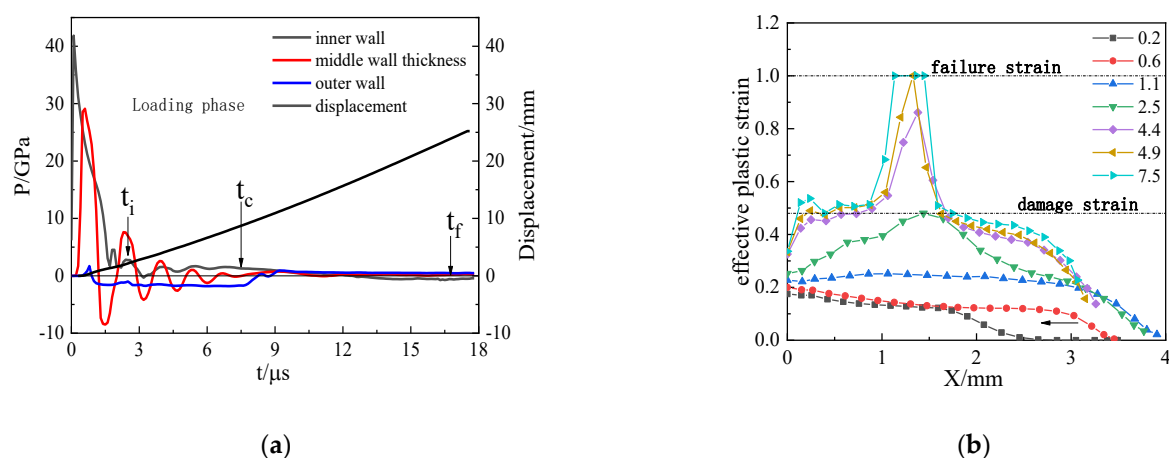 40
30
20
10
0
-10
P/GPa
inner wall
middle wall thickness
outer wall
displacement
Loading phase
t_i
t_c
t_f
40
30
20
10
0
-10
Displacement/mm
0 3 6 9 12 15 18
t/μs
(a)
1.2
1.0
0.8
0.6
0.4
0.2
0.0
effective plastic strain
failure strain
damage strain
0.2
0.6
1.1
2.5
4.4
4.9
7.5
0 1 2 3 4
X/mm
(b)